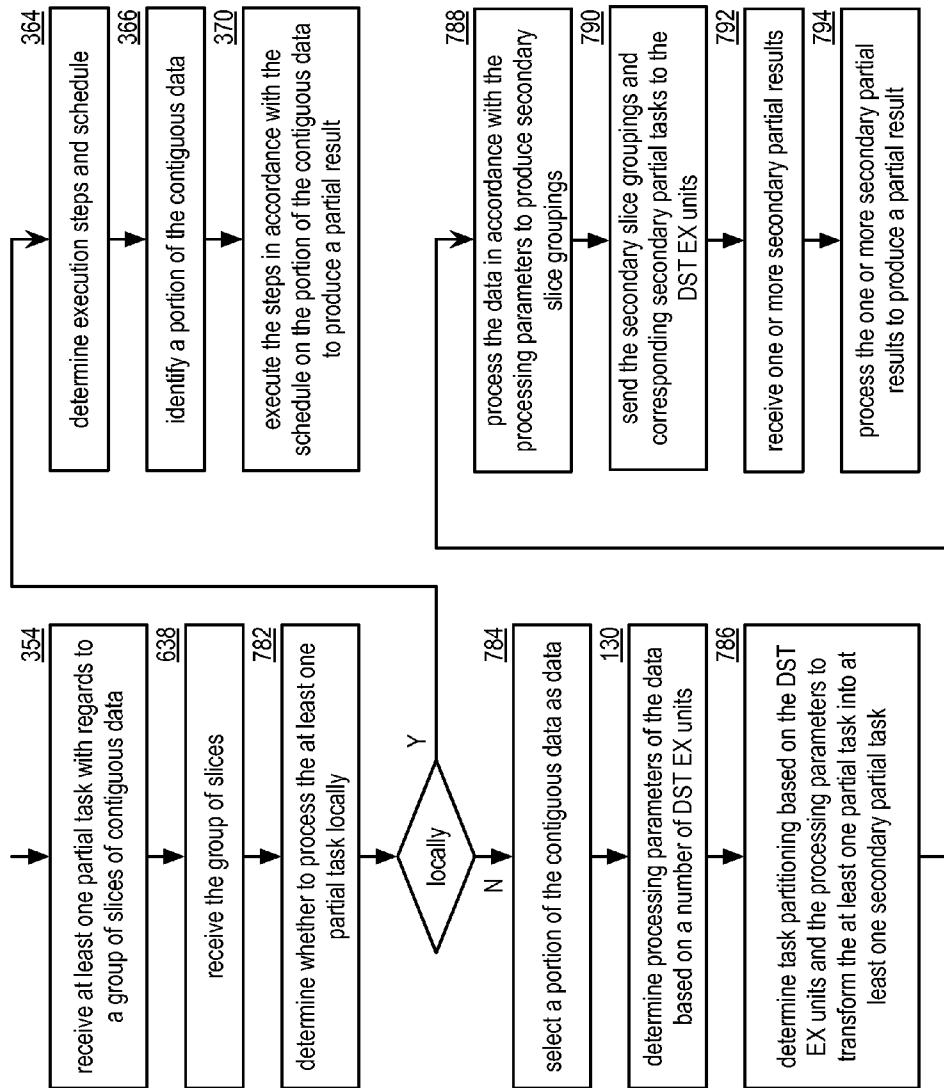 354
receive at least one partial task with regards to
a group of slices of contiguous data
638
receive the group of slices
782
determine whether to process the at least one
partial task locally
locally
Y
N
784
select a portion of the contiguous data as data
130
determine processing parameters of the data
based on a number of DST EX units
786
determine task partitioning based on the DST
EX units and the processing parameters to
transform the at least one partial task into at
least one secondary partial task
364
determine execution steps and schedule
366
identify a portion of the contiguous data
370
execute the steps in accordance with the
schedule on the portion of the contiguous data
to produce a partial result
788
process the data in accordance with the
processing parameters to produce secondary
slice groupings
790
send the secondary slice groupings and
corresponding secondary partial tasks to the
DST EX units
792
receive one or more secondary partial results
794
process the one or more secondary partial
results to produce a partial result